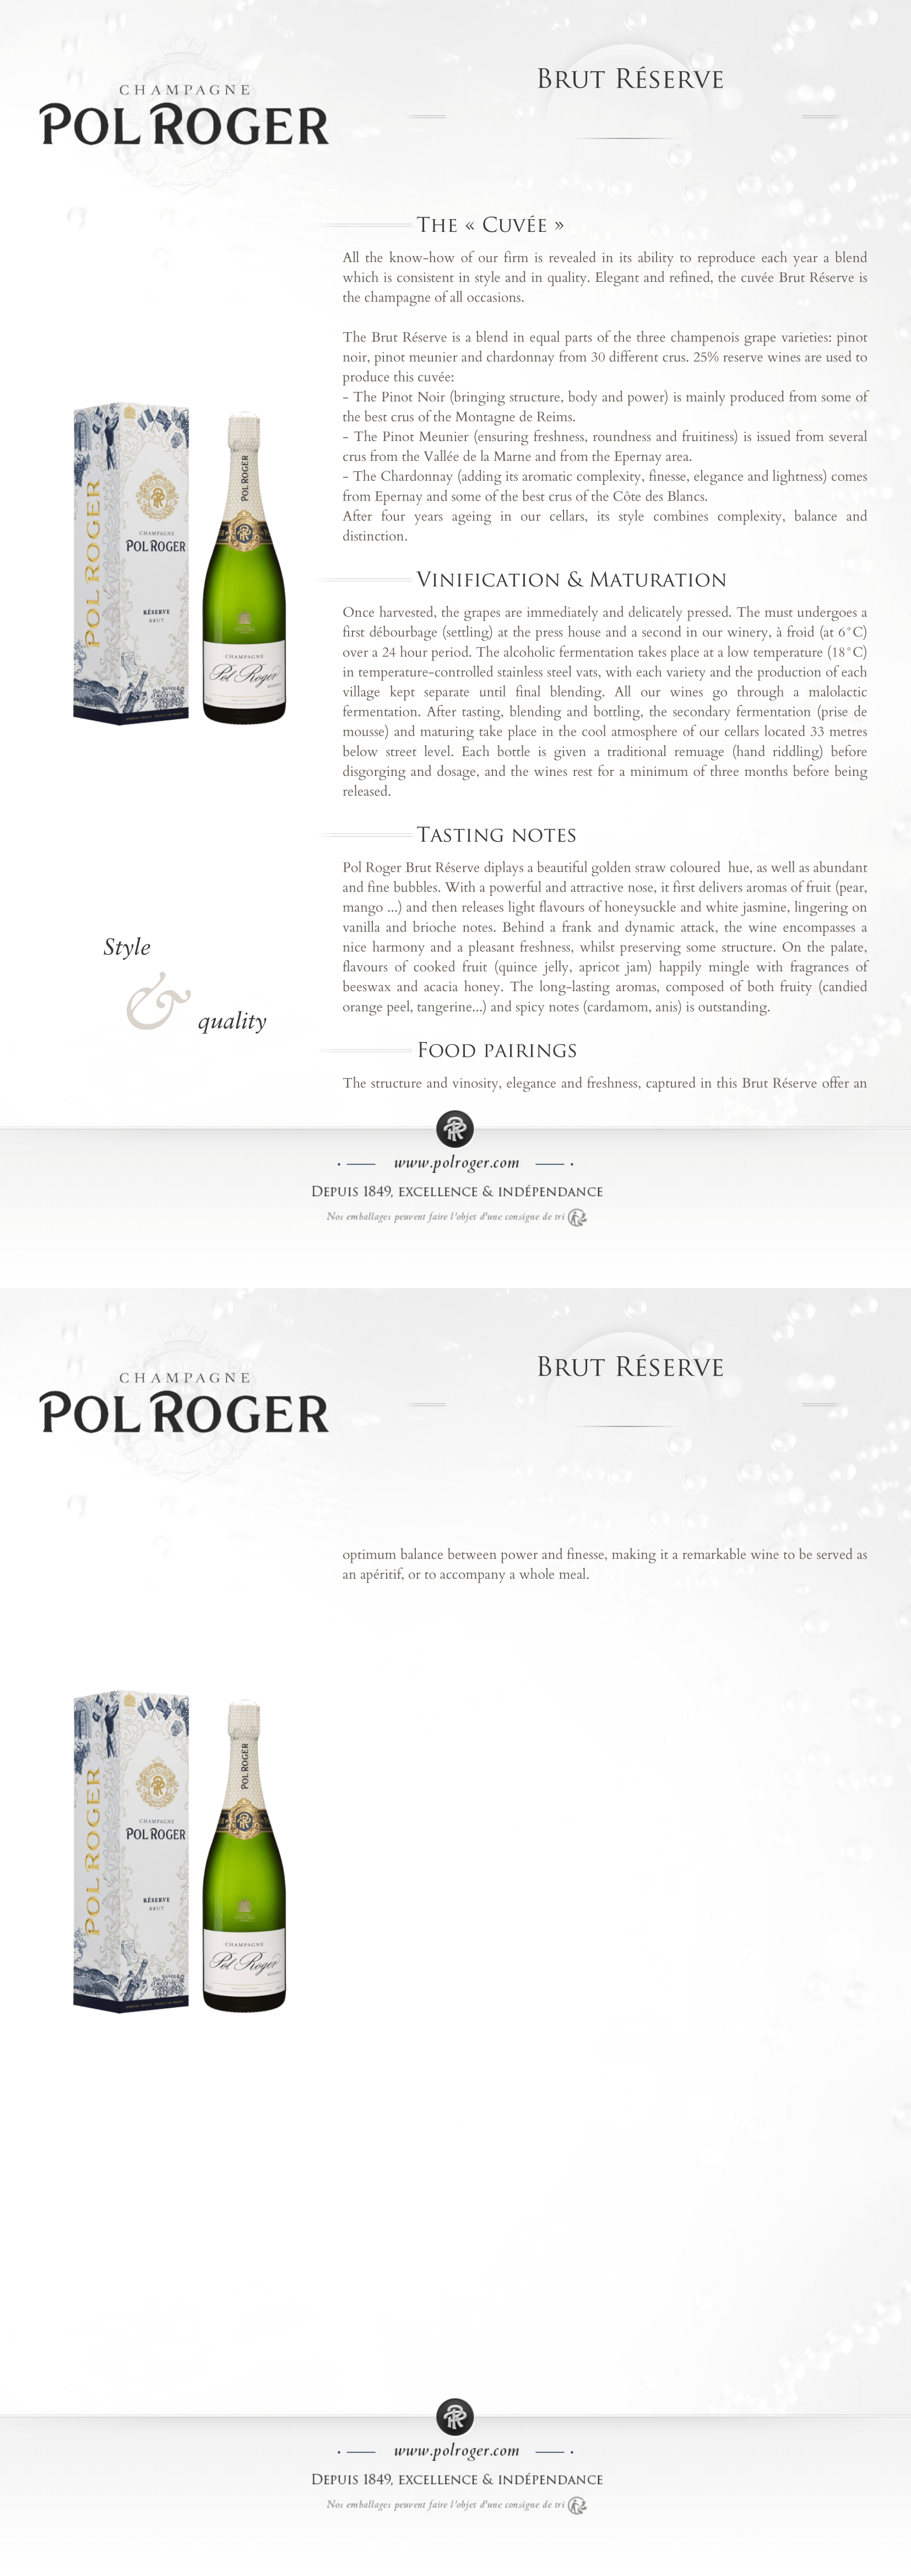 CHAMPAGNE
POL ROGER
BRUT RÉSERVE
THE « CUVÉE »
All the know-how of our firm is revealed in its ability to reproduce each year a blend
which is consistent in style and in quality. Elegant and refined, the cuvée Brut Réserve is
the champagne of all occasions.
The Brut Réserve is a blend in equal parts of the three champenois grape varieties: pinot
noir, pinot meunier and chardonnay from 30 different crus. 25% reserve wines are used to
produce this cuvée:
- The Pinot Noir (bringing structure, body and power) is mainly produced from some of
the best crus of the Montagne de Reims.
- The Pinot Meunier (ensuring freshness, roundness and fruitiness) is issued from several
crus from the Vallée de la Marne and from the Epernay area.
- The Chardonnay (adding its aromatic complexity, finesse, elegance and lightness) comes
from Epernay and some of the best crus of the Côte des Blancs.
After four years ageing in our cellars, its style combines complexity, balance and
distinction.
POL ROGER
CHAMPAGNE
POL ROGER
RÉSERVE
BRUT
POL ROGER
CHAMPAGNE
Pol Roger
VINIFICATION & MATURATION
Once harvested, the grapes are immediately and delicately pressed. The must undergoes a
first débourbage (settling) at the press house and a second in our winery, à froid (at 6°C)
over a 24 hour period. The alcoholic fermentation takes place at a low temperature (18°C)
in temperature-controlled stainless steel vats, with each variety and the production of each
village kept separate until final blending. All our wines go through a malolactic
fermentation. After tasting, blending and bottling, the secondary fermentation (prise de
mousse) and maturing take place in the cool atmosphere of our cellars located 33 metres
below street level. Each bottle is given a traditional remuage (hand riddling) before
disgorging and dosage, and the wines rest for a minimum of three months before being
released.
TASTING NOTES
Pol Roger Brut Réserve diplays a beautiful golden straw coloured hue, as well as abundant
and fine bubbles. With a powerful and attractive nose, it first delivers aromas of fruit (pear,
mango ...) and then releases light flavours of honeysuckle and white jasmine, lingering on
vanilla and brioche notes. Behind a frank and dynamic attack, the wine encompasses a
nice harmony and a pleasant freshness, whilst preserving some structure. On the palate,
flavours of cooked fruit (quince jelly, apricot jam) happily mingle with fragrances of
beeswax and acacia honey. The long-lasting aromas, composed of both fruity (candied
orange peel, tangerine...) and spicy notes (cardamom, anis) is outstanding.
Style
&
quality
FOOD PAIRINGS
The structure and vinosity, elegance and freshness, captured in this Brut Réserve offer an
www.polroger.com
DEPUIS 1849, EXCELLENCE & INDÉPENDANCE
Nos emballages peuvent faire l'objet d'une consigne de tri
CHAMPAGNE
POL ROGER
BRUT RÉSERVE
optimum balance between power and finesse, making it a remarkable wine to be served as
an apéritif, or to accompany a whole meal.
POL ROGER
CHAMPAGNE
POL ROGER
RÉSERVE
BRUT
POL ROGER
CHAMPAGNE
Pol Roger
www.polroger.com
DEPUIS 1849, EXCELLENCE & INDÉPENDANCE
Nos emballages peuvent faire l'objet d'une consigne de tri